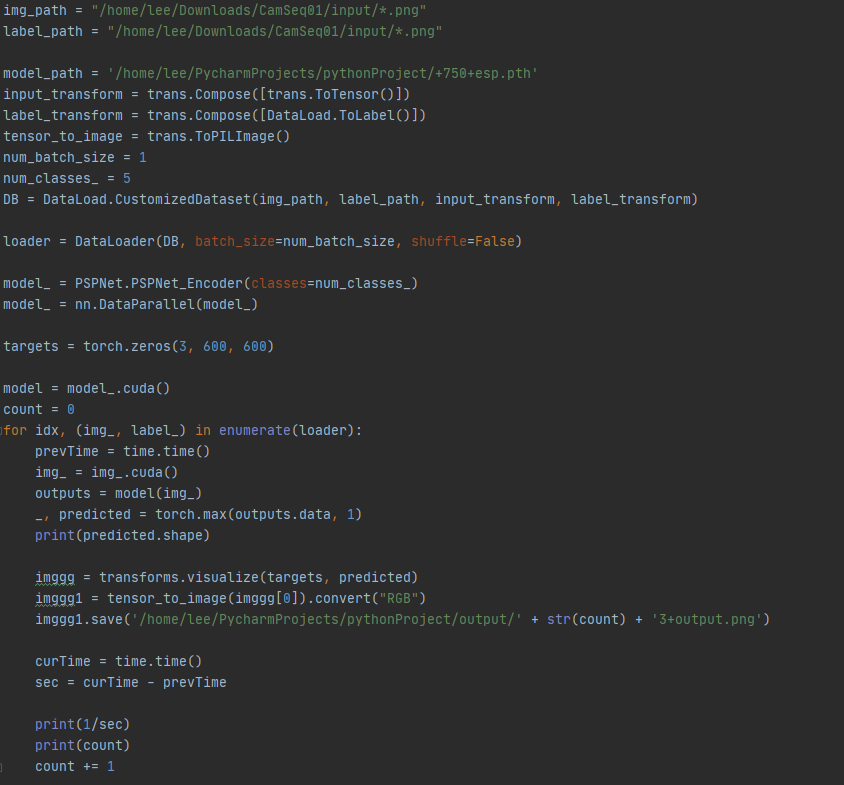 img_path = "/home/lee/Downloads/CamSeq01/input/*.png"
label_path = "/home/lee/Downloads/CamSeq01/input/*.png"
model_path = '/home/lee/PycharmProjects/pythonProject/+750+esp.pth'
input_transform = trans.Compose([trans.ToTensor()])
label_transform = trans.Compose([DataLoad.ToLabel()])
tensor_to_image = trans.ToPILImage()
num_batch_size = 1
num_classes_ = 5
DB = DataLoad.CustomizedDataset(img_path, label_path, input_transform, label_transform)
loader = DataLoader(DB, batch_size=num_batch_size, shuffle=False)
model_ = PSPNet.PSPNet_Encoder(classes=num_classes_)
model_ = nn.DataParallel(model_)
targets = torch.zeros(3, 600, 600)
model = model_.cuda()
count = 0
for idx, (img_, label_) in enumerate(loader):
    prevTime = time.time()
    img_ = img_.cuda()
    outputs = model(img_)
    _, predicted = torch.max(outputs.data, 1)
    print(predicted.shape)
    imggg = transforms.visualize(targets, predicted)
    imggg1 = tensor_to_image(imggg[0]).convert("RGB")
    imggg1.save('/home/lee/PycharmProjects/pythonProject/output/' + str(count) + '3+output.png')
    curTime = time.time()
    sec = curTime - prevTime
    print(1/sec)
    print(count)
    count += 1